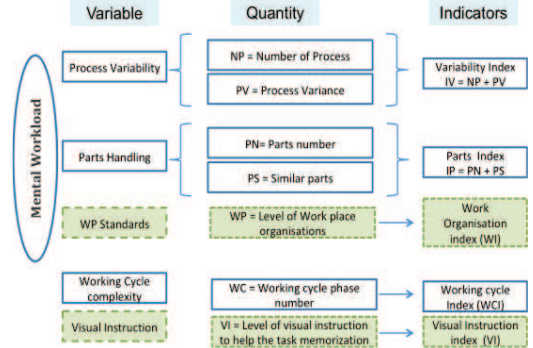 Variable
Quantity
Indicators
Mental Workload
Process Variability
NP = Number of Process
PV = Process Variance
Variability Index
IV = NP + PV
Parts Handling
PN= Parts number
PS = Similar parts
Parts Index
IP = PN + PS
WP Standards
WP = Level of Work place
organisations
Work
Organisation
index (WI)
Working Cycle
complexity
WC = Working cycle phase
number
Working cycle
Index (WCI)
Visual Instruction
VI = Level of visual instruction
to help the task memorization
Visual Instruction
index (VI)